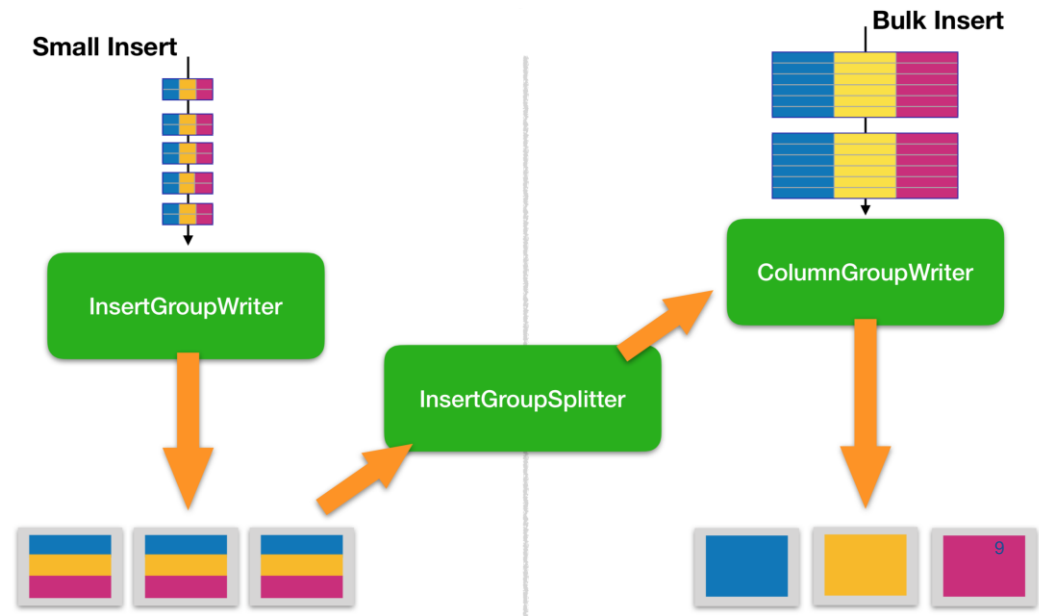 Small Insert
Bulk Insert
InsertGroupWriter
ColumnGroupWriter
InsertGroupSplitter
9